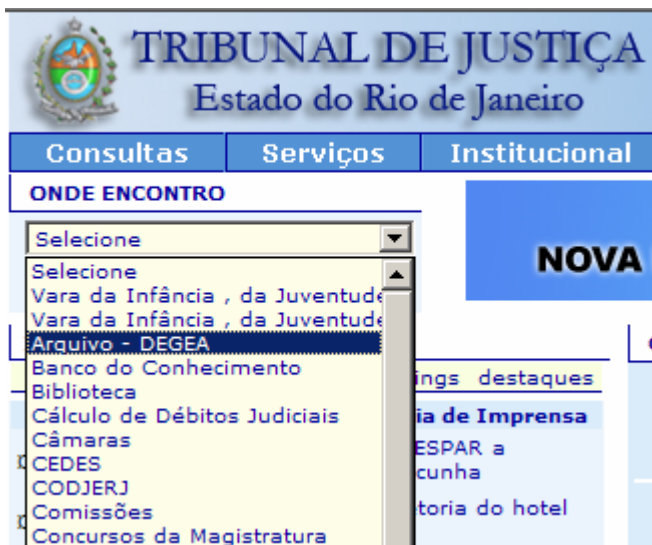 TRIBUNAL DE JUSTIÇA
Estado do Rio de Janeiro
Consultas Serviços Institucional
ONDE ENCONTRO
Selecione
NOVA
Selecione
Vara da Infância , da Juventude
Vara da Infância , da Juventude
Arquivo - DEGEA
Banco do Conhecimento
ings destaques
Biblioteca
Cálculo de Débitos Judiciais
ia de Imprensa
Câmaras
ESPAR a
CEDES
cunha
CODJERJ
Comissões
toria do hotel
Concursos da Magistratura